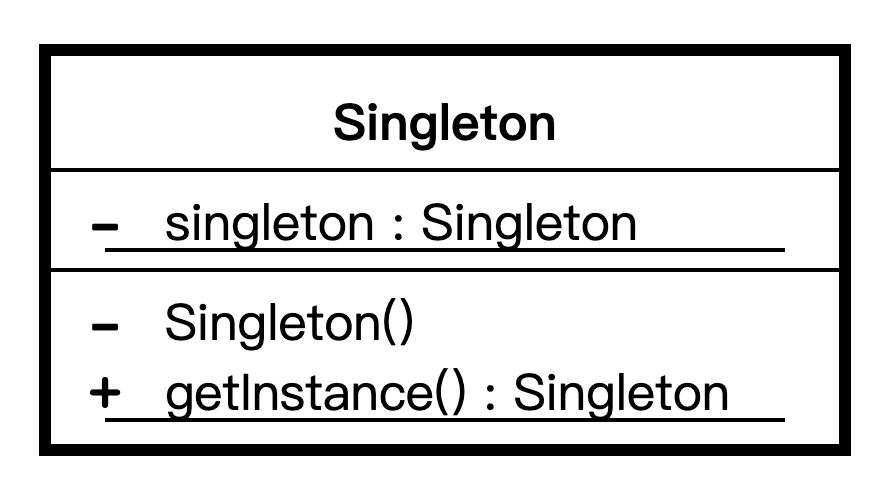 Singleton
- singleton : Singleton
- Singleton()
+ getInstance() : Singleton